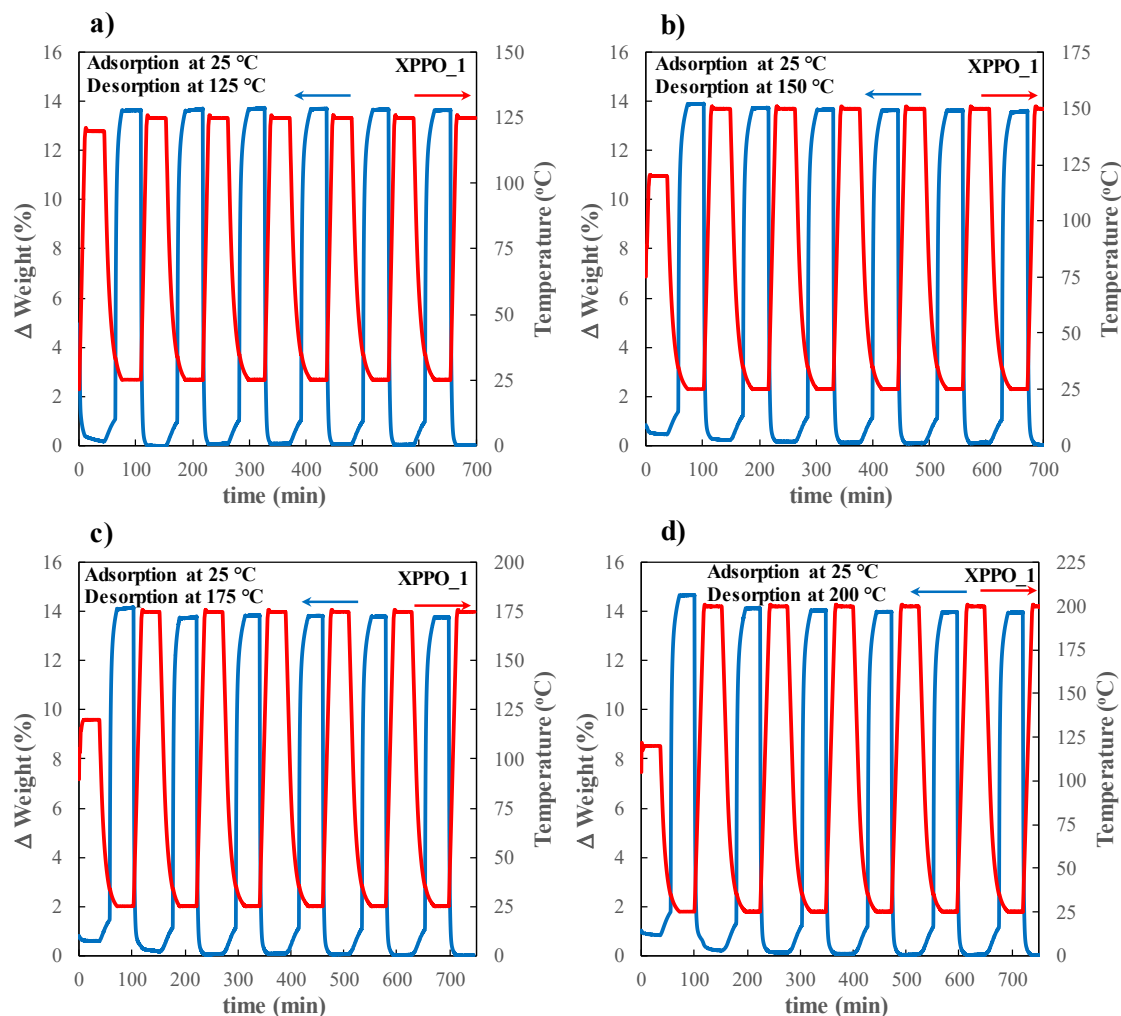 a)
Adsorption at 25 °C
Desorption at 125 °C
XPPO_1
16
14
12
10
8
6
4
2
0
Δ Weight (%)
150
125
100
75
50
25
0
Temperature (°C)
0 100 200 300 400 500 600 700
time (min)
b)
Adsorption at 25 °C
Desorption at 150 °C
XPPO_1
16
14
12
10
8
6
4
2
0
Δ Weight (%)
175
150
125
100
75
50
25
0
Temperature (°C)
0 100 200 300 400 500 600 700
time (min)
c)
Adsorption at 25 °C
Desorption at 175 °C
XPPO_1
16
14
12
10
8
6
4
2
0
Δ Weight (%)
200
175
150
125
100
75
50
25
0
Temperature (°C)
0 100 200 300 400 500 600 700
time (min)
d)
Adsorption at 25 °C
Desorption at 200 °C
XPPO_1
16
14
12
10
8
6
4
2
0
Δ Weight (%)
225
200
175
150
125
100
75
50
25
0
Temperature (°C)
0 100 200 300 400 500 600 700
time (min)